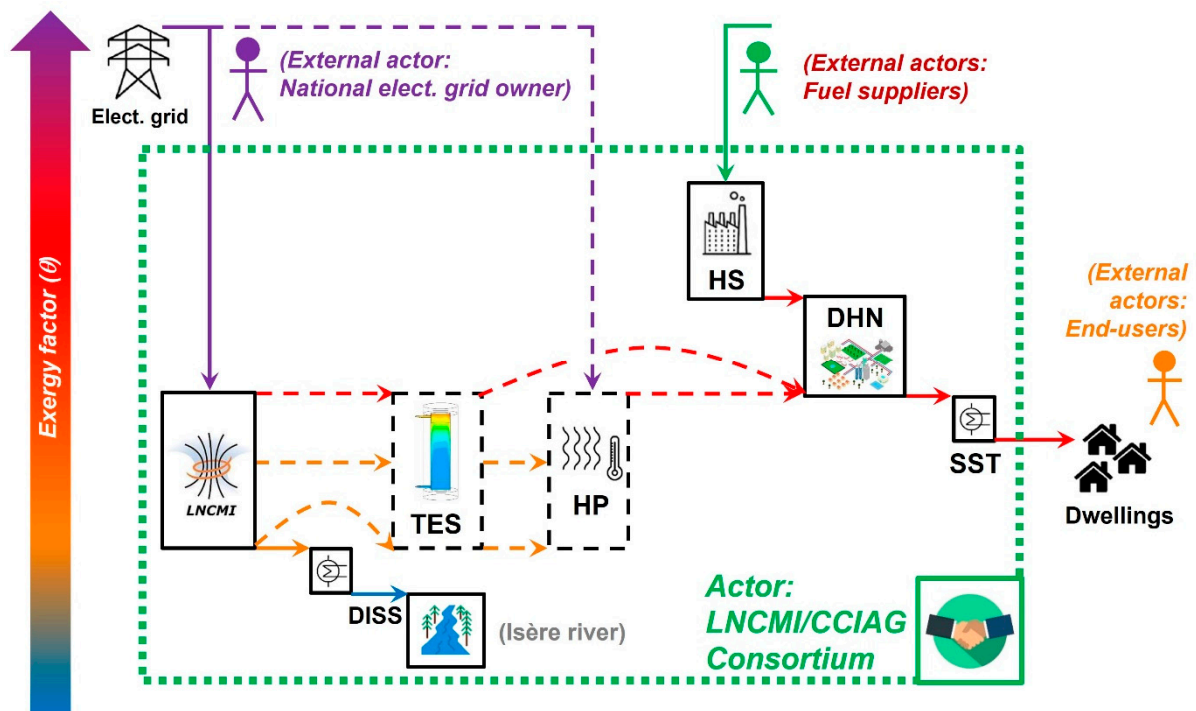 (External actor:
National elect. grid owner)
(External actors:
Fuel suppliers)
Elect. grid
Exergy factor (θ)
HS
DHN
(External
actors:
End-users)
LNCMI
TES
HP
SST
Dwellings
DISS
(Isère river)
Actor:
LNCMI/CCIAG
Consortium